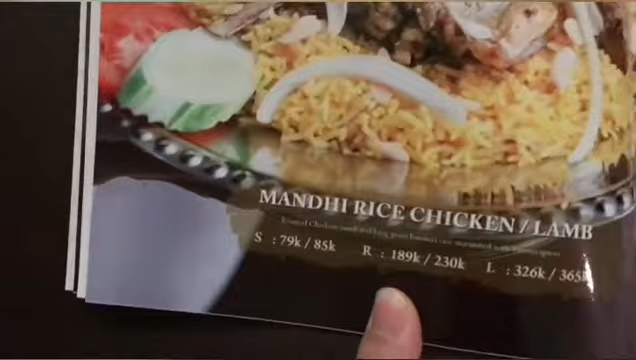 MANDHI RICE CHICKEN / LAMB
S : 79k / 85k R : 189k / 230k L : 326k / 365k